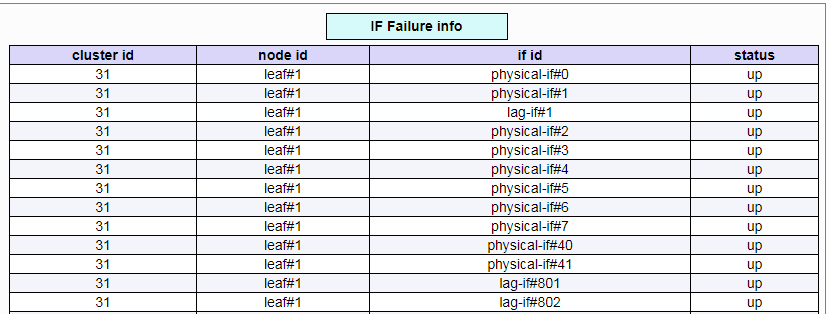 IF Failure info
cluster id node id if id status
31 leaf#1 physical-if#0 up
31 leaf#1 physical-if#1 up
31 leaf#1 lag-if#1 up
31 leaf#1 physical-if#2 up
31 leaf#1 physical-if#3 up
31 leaf#1 physical-if#4 up
31 leaf#1 physical-if#5 up
31 leaf#1 physical-if#6 up
31 leaf#1 physical-if#7 up
31 leaf#1 physical-if#40 up
31 leaf#1 physical-if#41 up
31 leaf#1 lag-if#801 up
31 leaf#1 lag-if#802 up